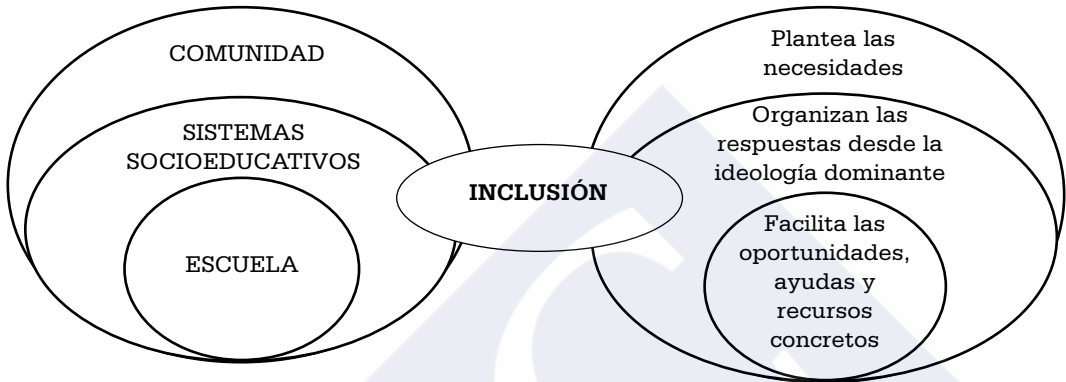 COMUNIDAD
SISTEMAS
SOCIOEDUCATIVOS
ESCUELA
INCLUSIÓN
Plantea las
necesidades
Organizan las
respuestas desde la
ideología dominante
Facilita las
oportunidades,
ayudas y
recursos
concretos